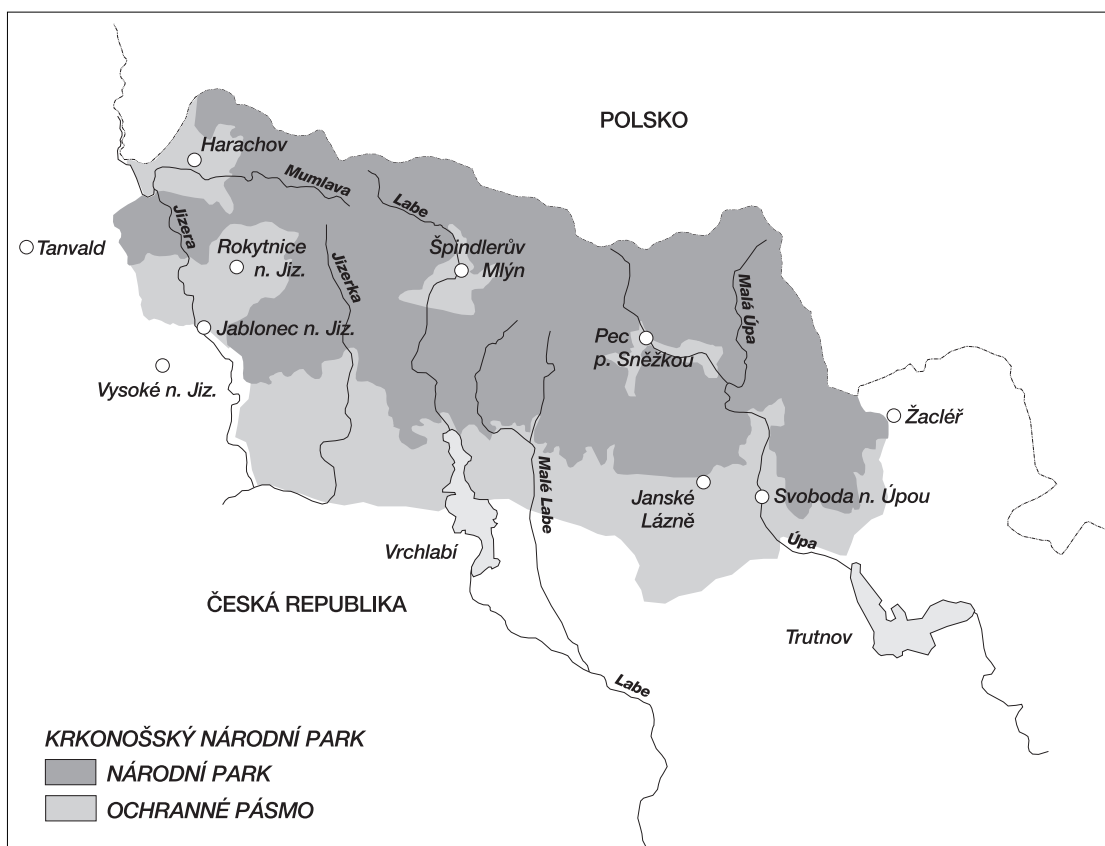 POLSKO
Harachov
Mumlava
Labe
Jizera
Tanvald
Rokytnice
n. Jiz.
Jizerka
Špindlerův
Mlýn
Malá Úpa
Jablonec n. Jiz.
Pec
p. Sněžkou
Vysoké n. Jiz.
Žacléř
Malé Labe
Janské
Lázně
Svoboda n. Úpou
Úpa
Vrchlabí
ČESKÁ REPUBLIKA
Trutnov
Labe
KRKONOŠSKÝ NÁRODNÍ PARK
NÁRODNÍ PARK
OCHRANNÉ PÁSMO